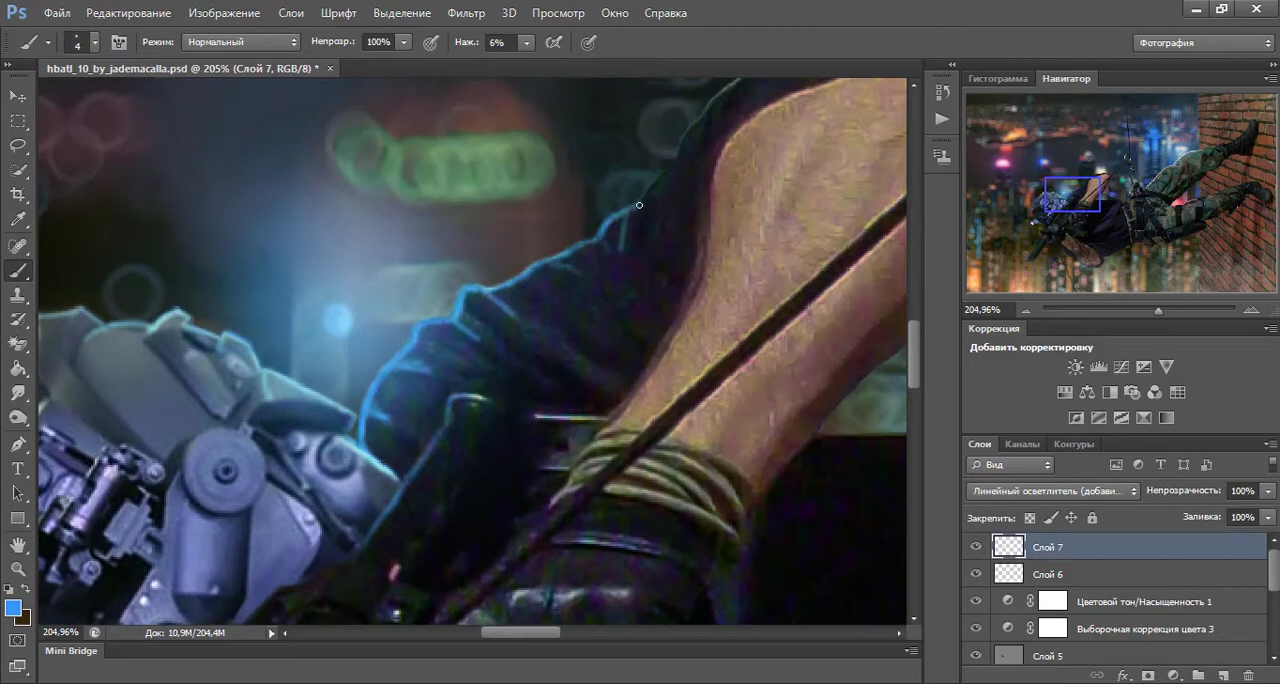 Ps Файл Редактирование Изображение Слои Шрифт Выделение Фильтр 3D Просмотр Окно Справка
4 Режим: Нормальный Непрозр.: 100% Наж.: 6% Фотография
hbatl_10_by_jademacalla.psd @ 205% (Слой 7, RGB/8) * ×
Гистограмма Навигатор
204,96%
Коррекция
Добавить корректировку
Слои Каналы Контуры
Вид
Линейный осветлитель (добави... Непрозрачность: 100%
Закрепить: Заливка: 100%
Слой 7
Слой 6
Цветовой тон/Насыщенность 1
Выборочная коррекция цвета 3
Слой 5
204,96% Док: 10,9M/204,4M
Mini Bridge